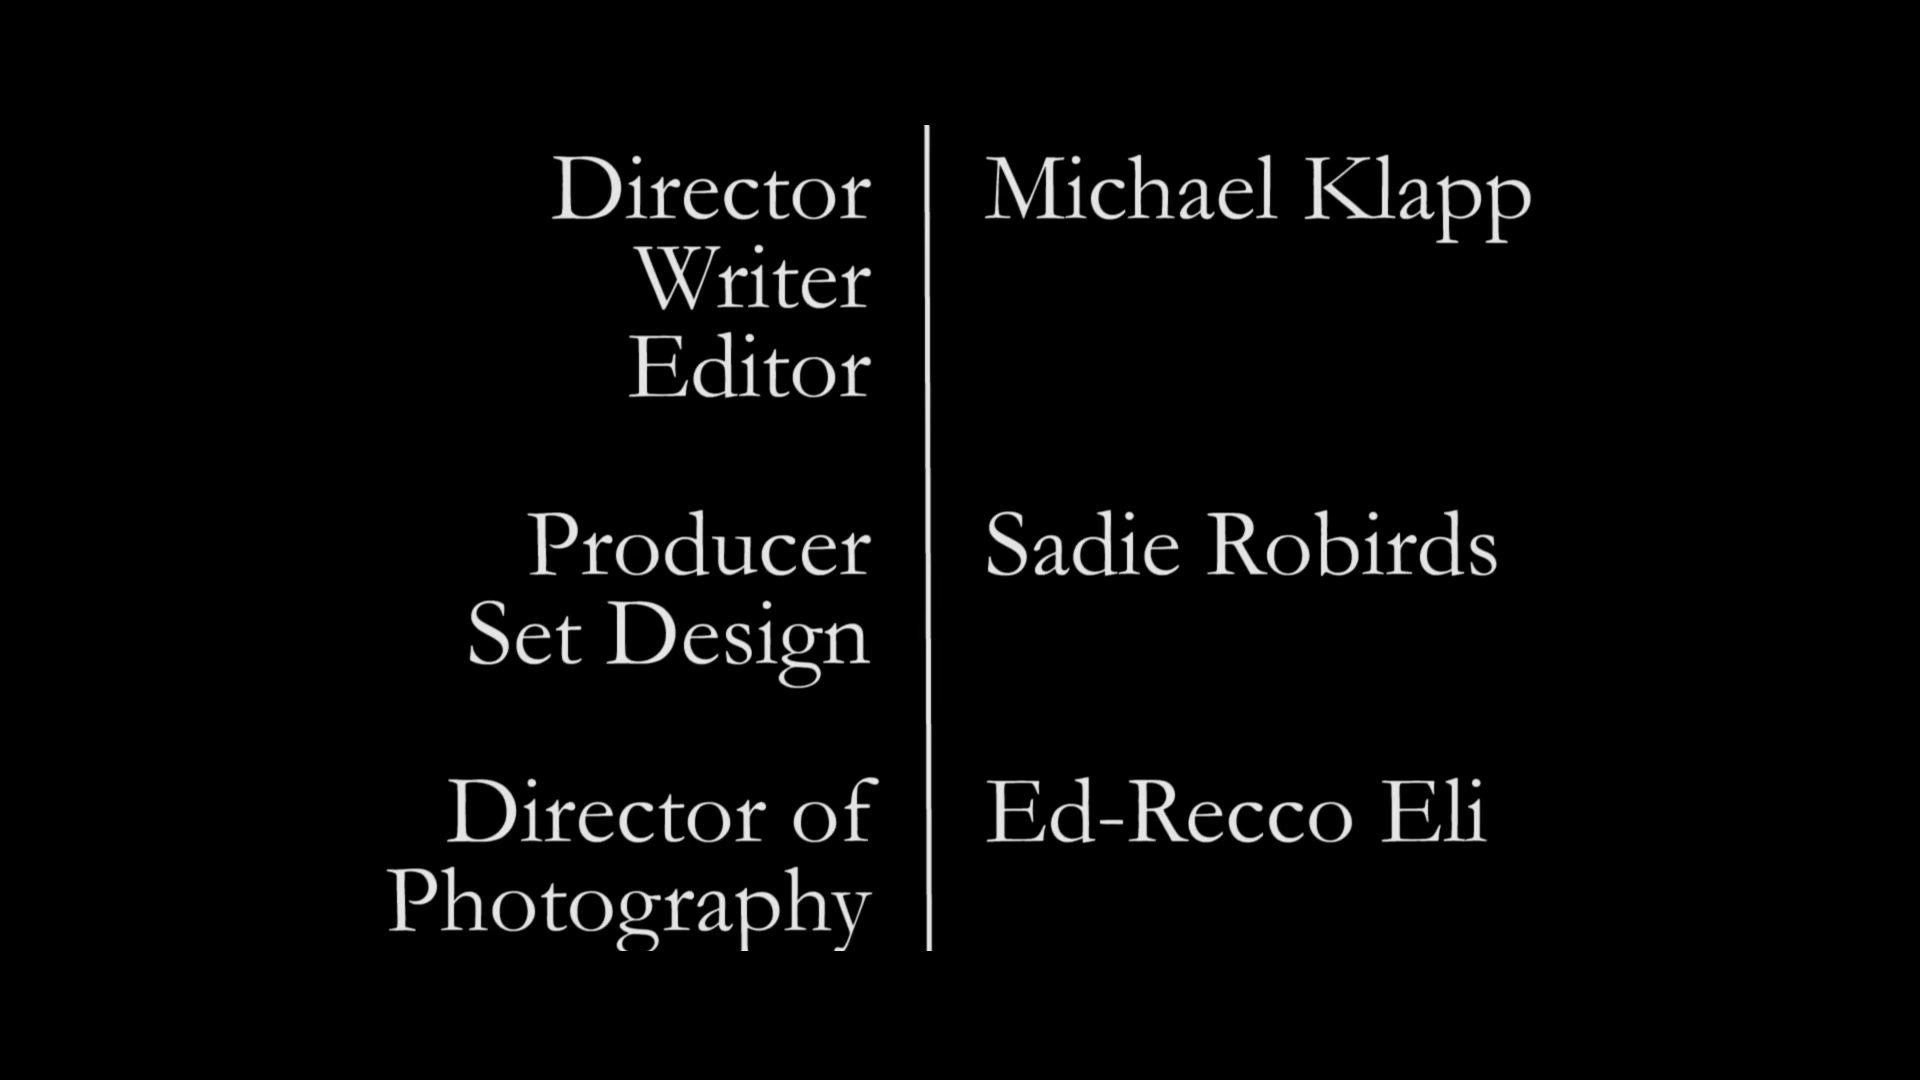 Director Michael Klapp
Writer
Editor
Producer Sadie Robirds
Set Design
Director of Ed-Recco Eli
Photography